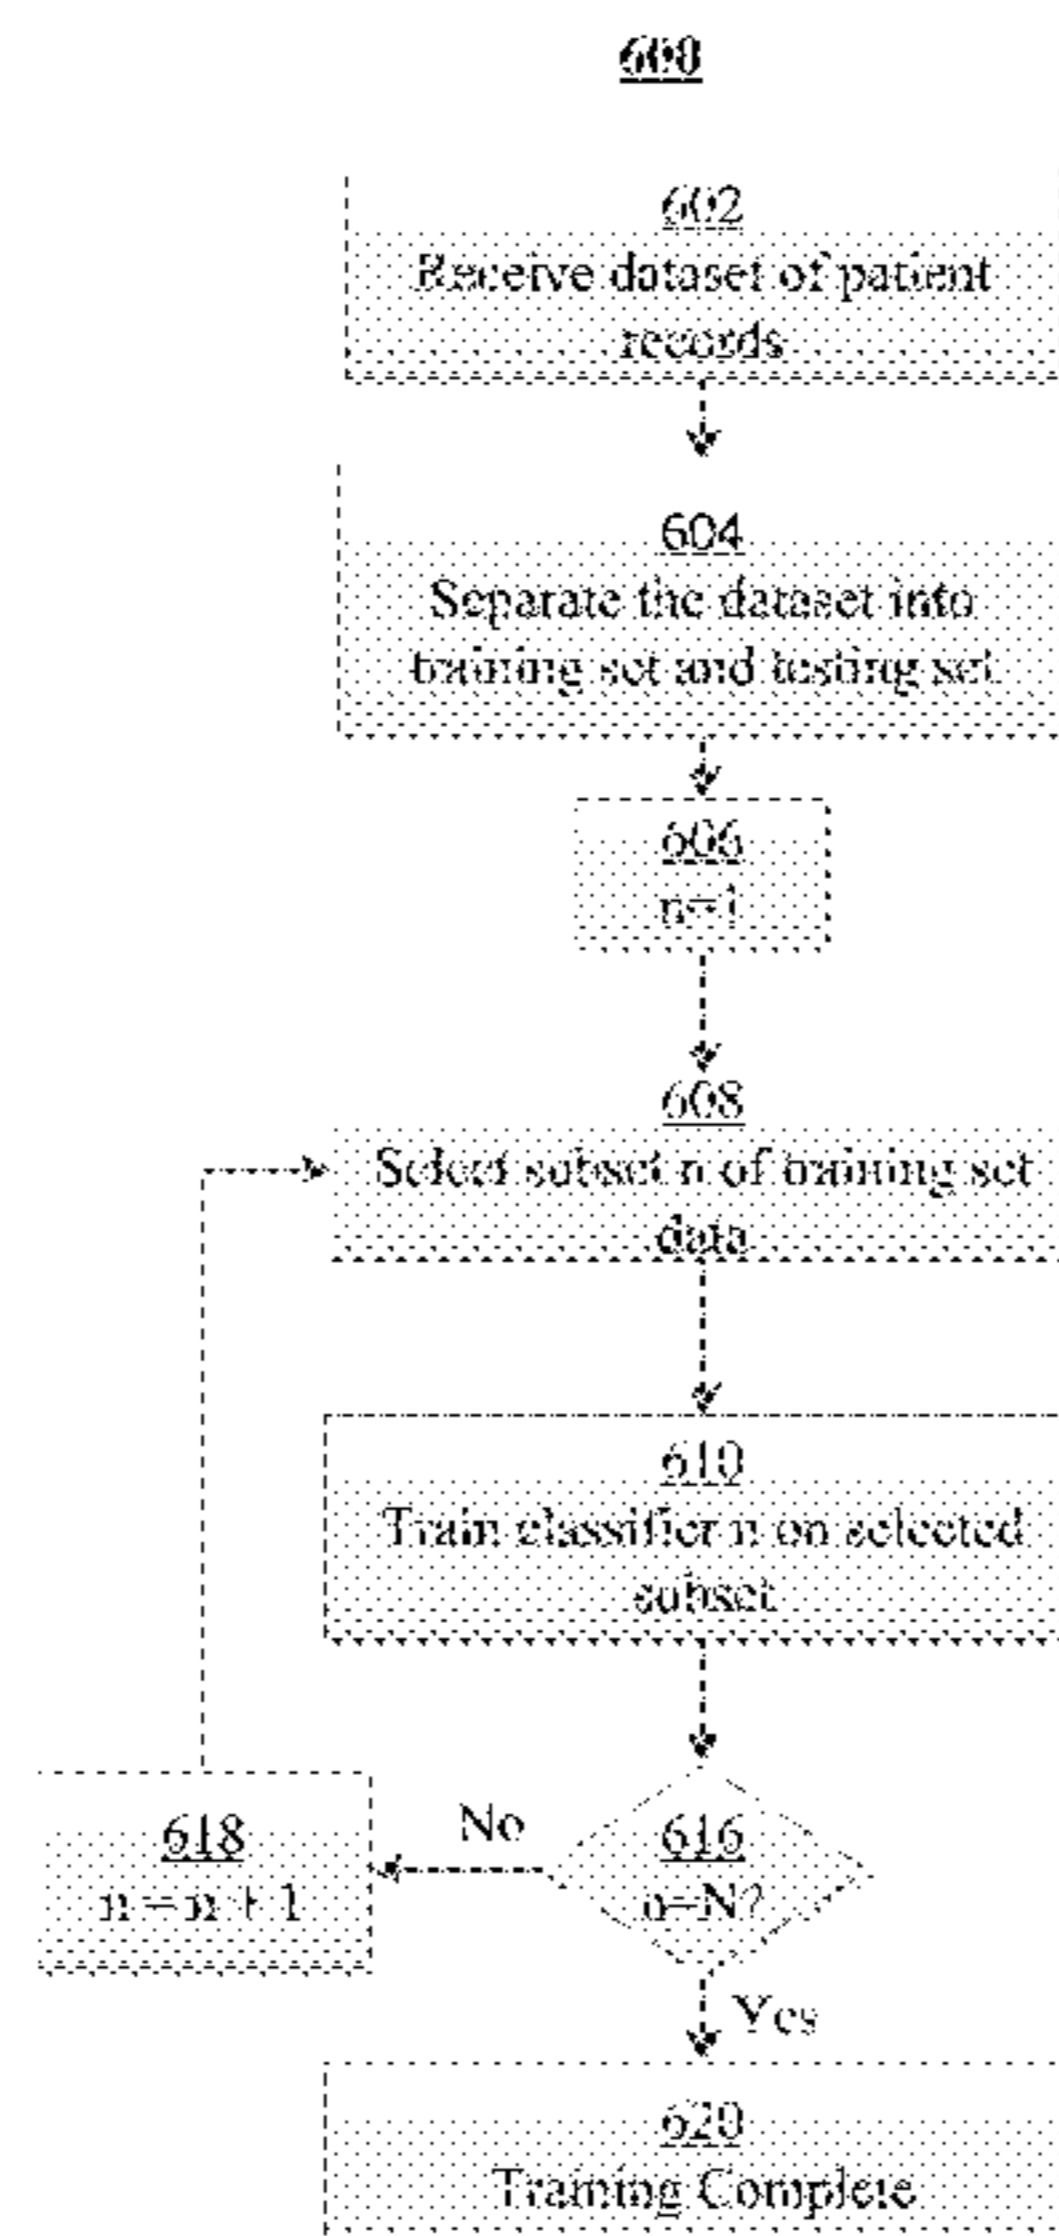 600
602
Receive dataset of patient
records
604
Separate the dataset into
training set and testing set
606
n=1
608
Select subset n of training set
data
610
Train classifier n on selected
subset
618
n = n + 1
No
616
n=N?
Yes
620
Training Complete